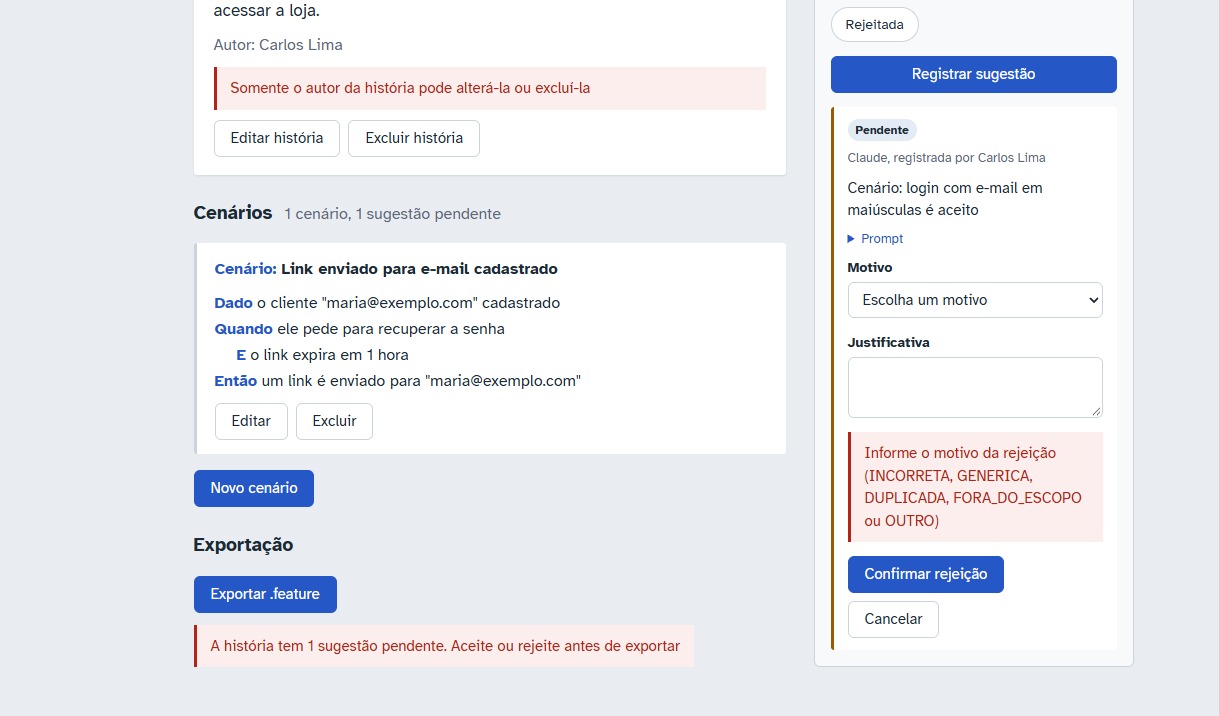 acessar a loja.
Autor: Carlos Lima
Somente o autor da história pode alterá-la ou excluí-la
Editar história
Excluir história
Cenários 1 cenário, 1 sugestão pendente
Cenário: Link enviado para e-mail cadastrado
Dado o cliente "maria@exemplo.com" cadastrado
Quando ele pede para recuperar a senha
E o link expira em 1 hora
Então um link é enviado para "maria@exemplo.com"
Editar
Excluir
Novo cenário
Exportação
Exportar .feature
A história tem 1 sugestão pendente. Aceite ou rejeite antes de exportar
Rejeitada
Registrar sugestão
Pendente
Claude, registrada por Carlos Lima
Cenário: login com e-mail em
maiúsculas é aceito
Prompt
Motivo
Escolha um motivo
Justificativa
Informe o motivo da rejeição
(INCORRETA, GENERICA,
DUPLICADA, FORA_DO_ESCOPO
ou OUTRO)
Confirmar rejeição
Cancelar